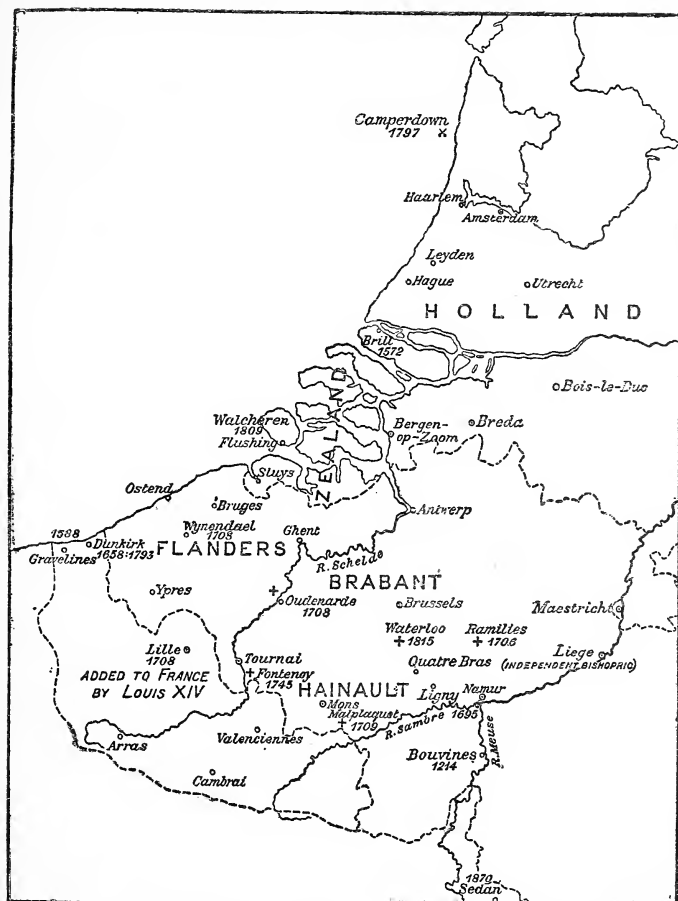 Camperdown
1797
Haarlem
Amsterdam
Leyden
Hague
Utrecht
HOLLAND
Brill
1572
Bois-le-Duc
ZEALAND
Walcheren
1809
Flushing
Bergen-
op-Zoom
Breda
Sluys
Ostend
Bruges
Antwerp
Wynendael
1708
Ghent
1588
Dunkirk
1658:1793
Gravelines
FLANDERS
R. Schelde
BRABANT
Ypres
Oudenarde
1708
Brussels
Maestricht
Waterloo
1815
Ramilies
1706
Lille
1708
Tournai
Quatre Bras
Liege
(INDEPENDENT BISHOPRIC)
ADDED TO FRANCE
BY LOUIS XIV
Fontenoy
1745
HAINAULT
Ligny
Namur
1695
Mons
Malplaquet
1709
R. Sambre
R. Meuse
Arras
Valenciennes
Bouvines
1214
Cambrai
1870
Sedan